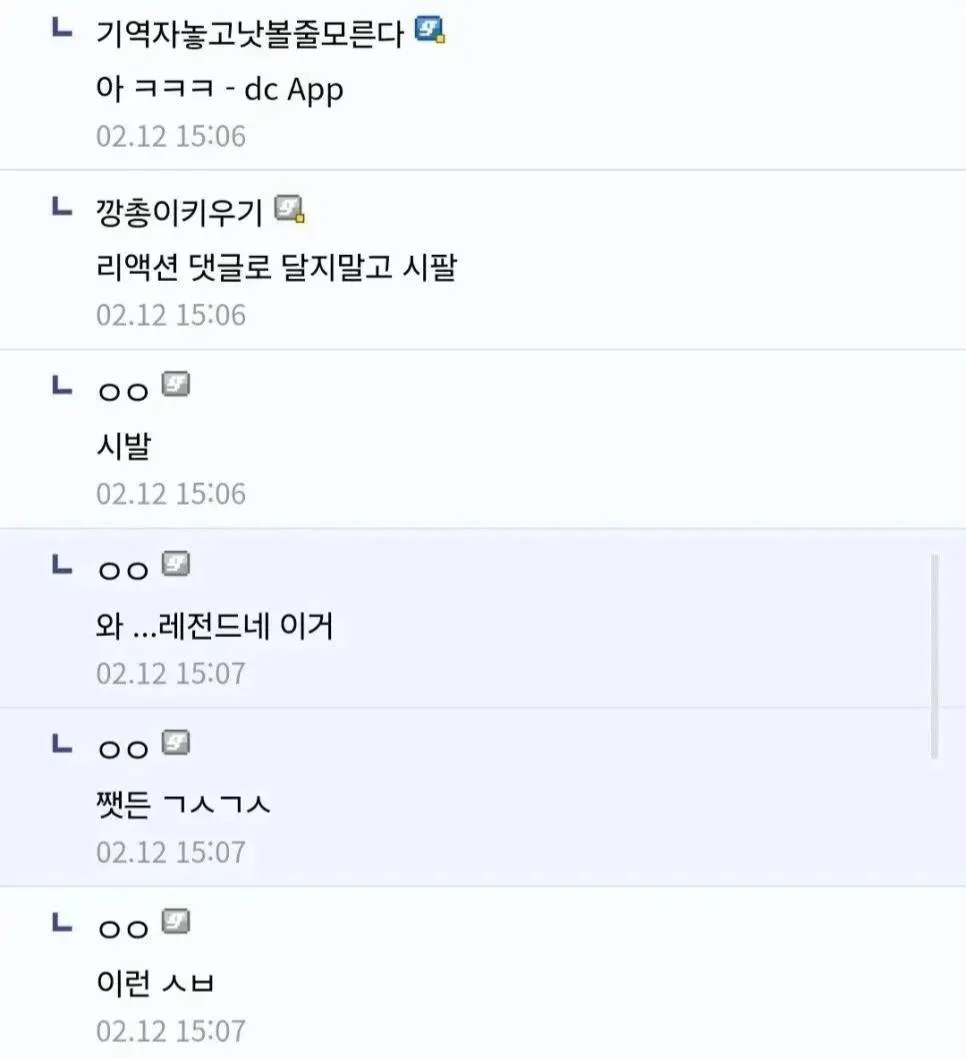 기역자놓고낫볼줄모른다
아 ㅋㅋㅋ - dc App
02.12 15:06
깡총이키우기
리액션 댓글로 달지말고 시팔
02.12 15:06
ㅇㅇ
시발
02.12 15:06
ㅇㅇ
와 ...레전드네 이거
02.12 15:07
ㅇㅇ
쨋든 ㄱㅅㄱㅅ
02.12 15:07
ㅇㅇ
이런 ㅅㅂ
02.12 15:07